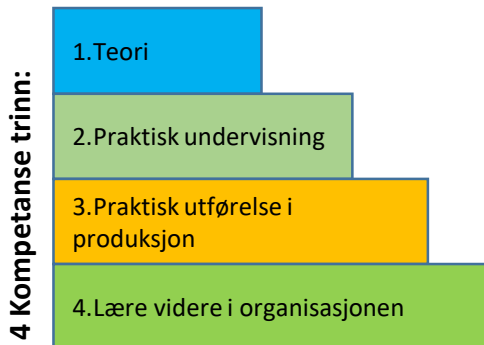 4 Kompetanse trinn:
1.Teori
2.Praktisk undervisning
3.Praktisk utførelse i
produksjon
4.Lære videre i organisasjonen